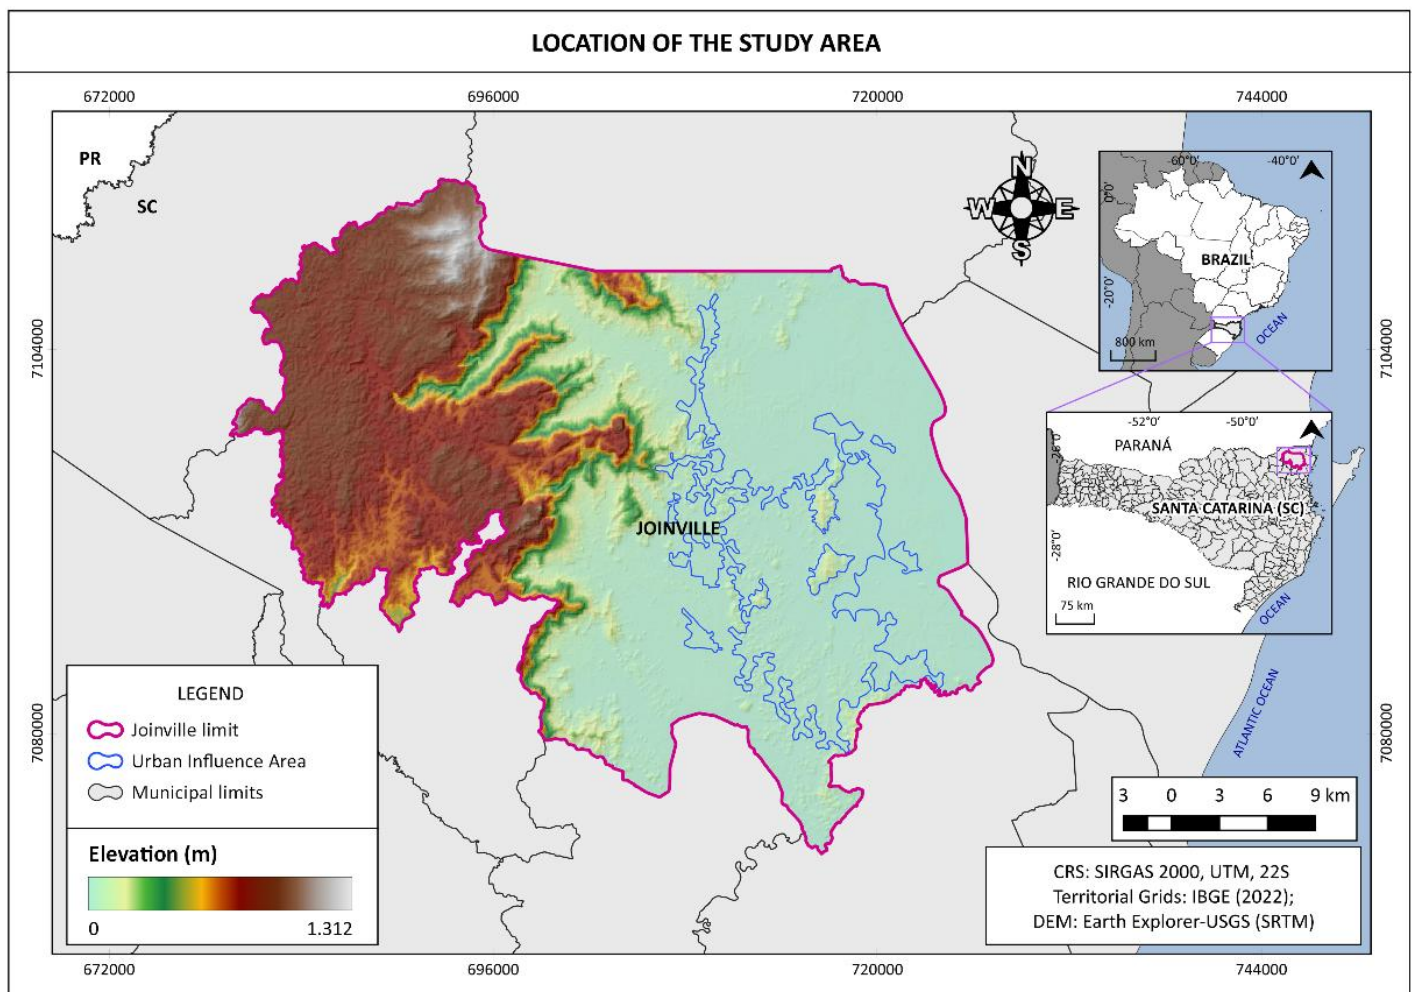 LOCATION OF THE STUDY AREA
672000
696000
720000
744000
PR
SC
N
W
E
S
-60°0'
-40°0'
0°0'
-20°0'
BRAZIL
OCEAN
800 km
7104000
7104000
-52°0'
-50°0'
-26°0'
-28°0'
PARANÁ
SANTA CATARINA (SC)
RIO GRANDE DO SUL
75 km
OCEAN
ATLANTIC OCEAN
JOINVILLE
LEGEND
Joinville limit
Urban Influence Area
Municipal limits
Elevation (m)
0
1.312
7080000
7080000
3 0 3 6 9 km
CRS: SIRGAS 2000, UTM, 22S
Territorial Grids: IBGE (2022);
DEM: Earth Explorer-USGS (SRTM)
672000
696000
720000
744000